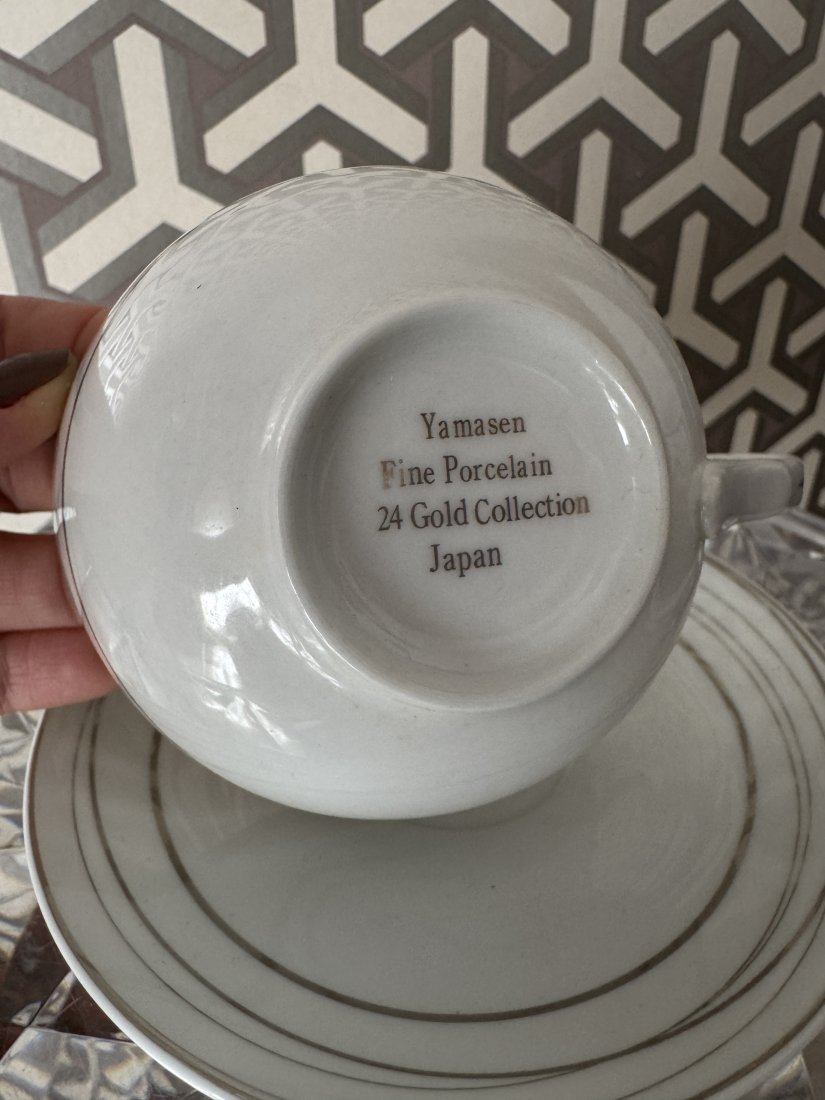 Yamasen
Fine Porcelain
24 Gold Collection
Japan